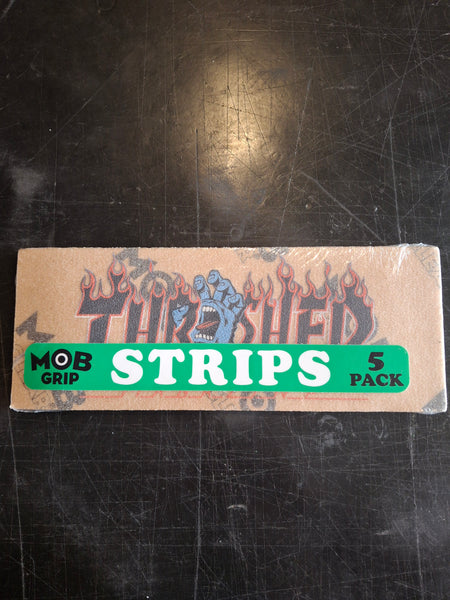 THRASHER
MOB GRIP
STRIPS
5 PACK